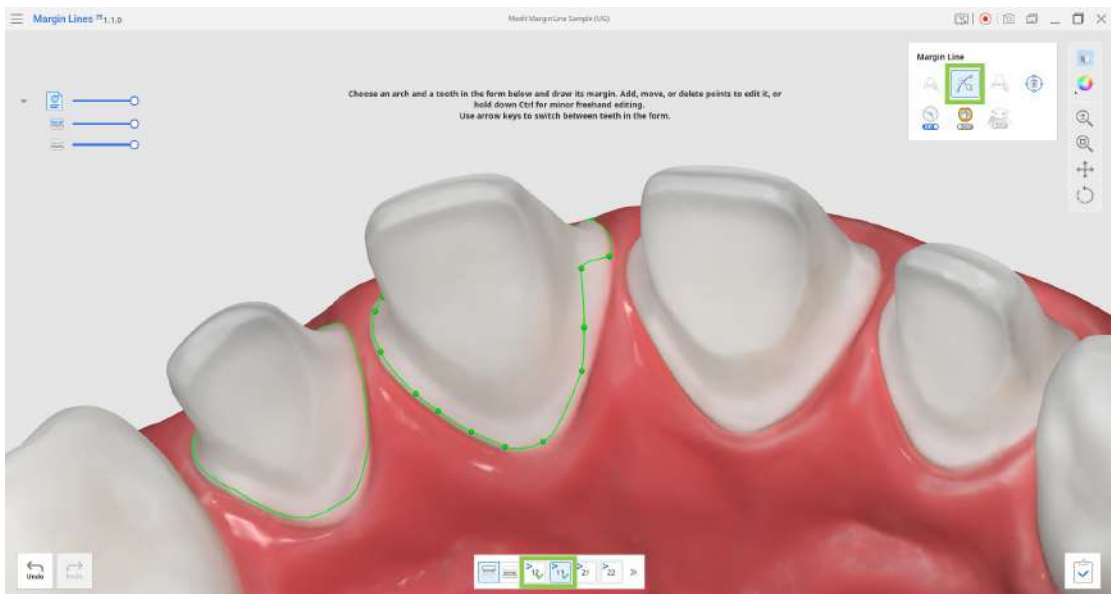 Margin Lines 1.1.0
Medit Margin Line Sample (UG)
Choose an arch and a tooth in the form below and draw its margin. Add, move, or delete points to edit it, or
hold down Ctrl for minor freehand editing.
Use arrow keys to switch between teeth in the form.
Margin Line
Undo
Redo
12
11
21
22